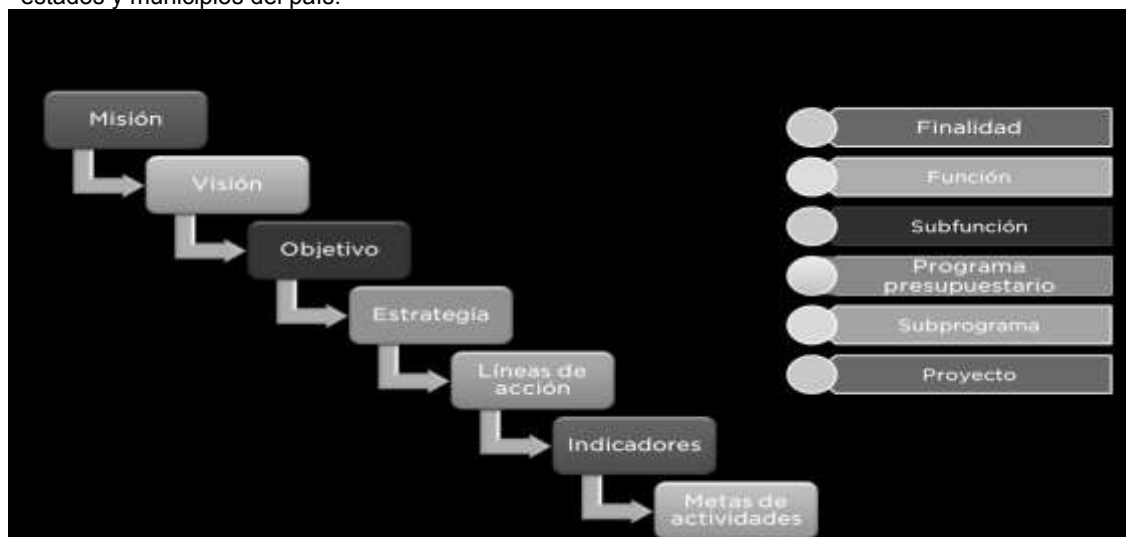 estados y municipios del país.
Misión
Visión
Objetivo
Estrategia
Líneas de
acción
Indicadores
Metas de
actividades
Finalidad
Función
Subfunción
Programa
presupuestario
Subprograma
Proyecto